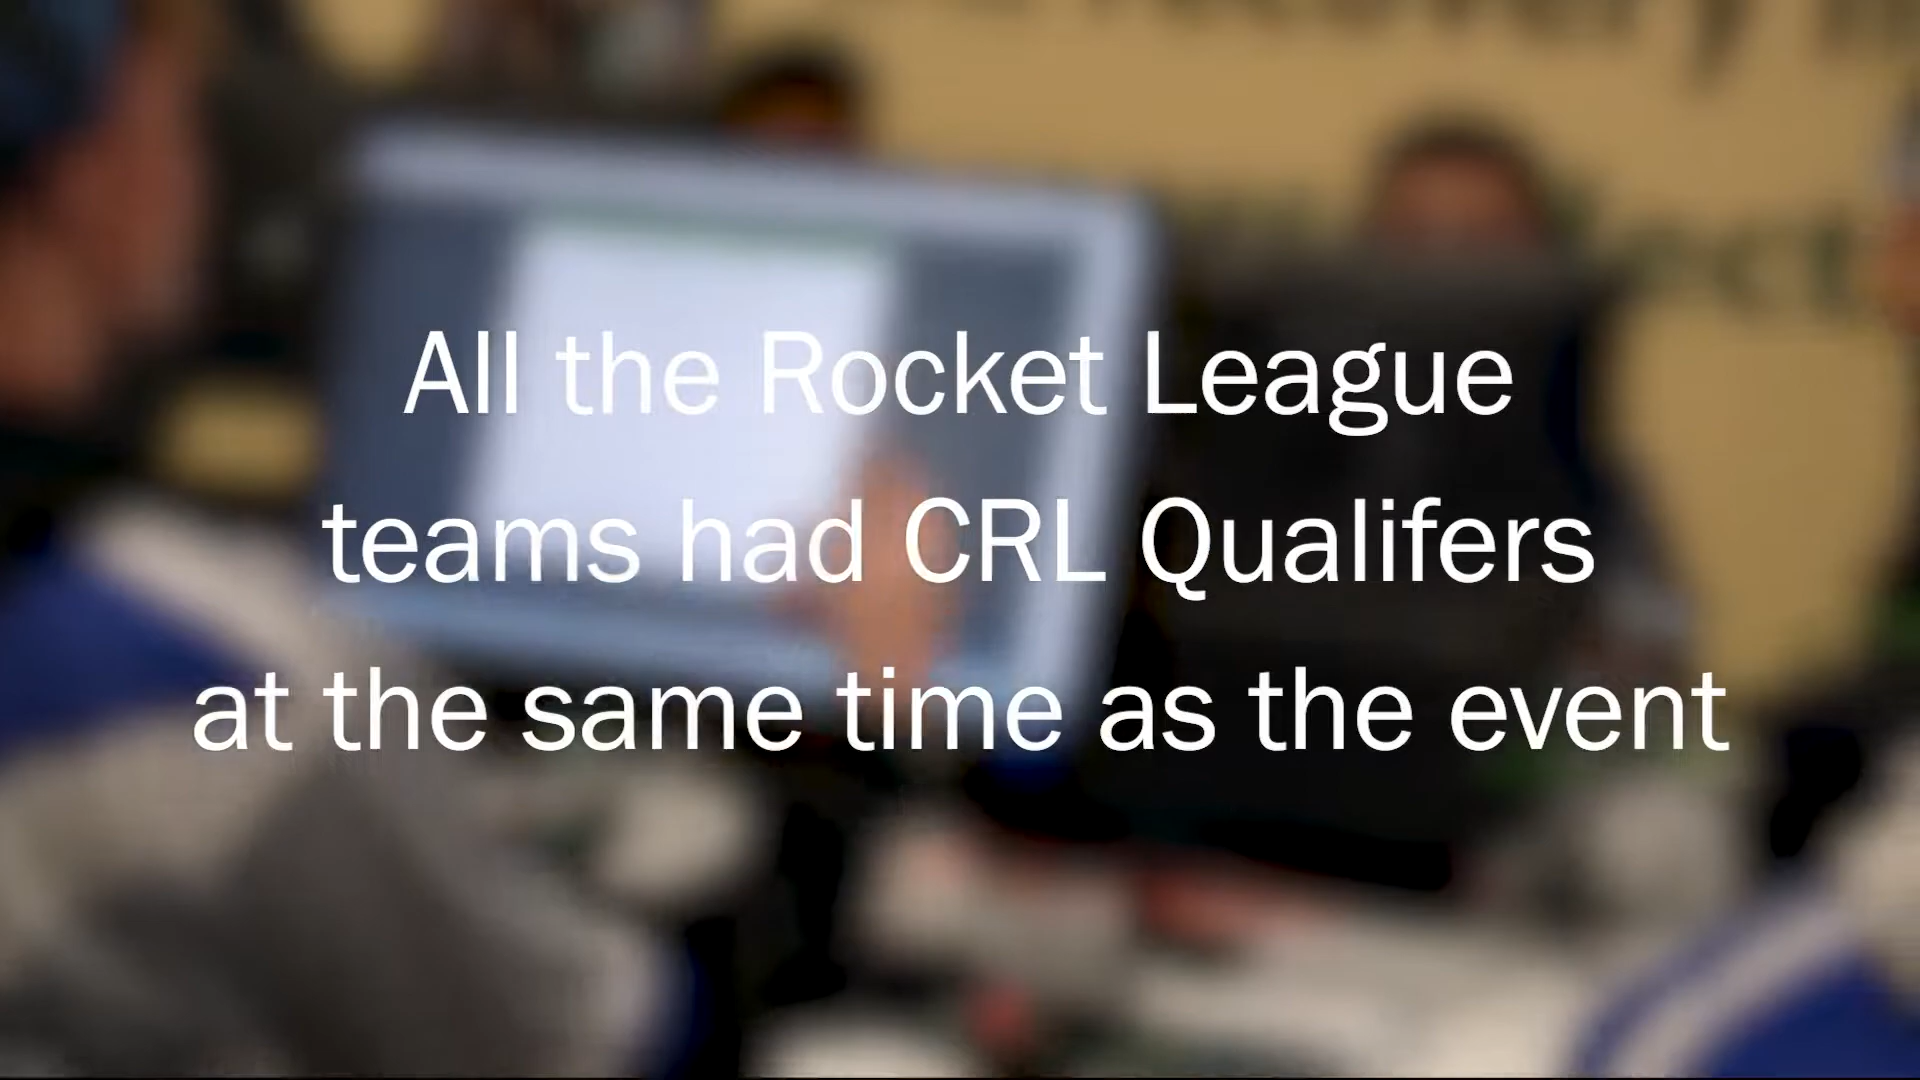 All the Rocket League
teams had CRL Qualifers
at the same time as the event